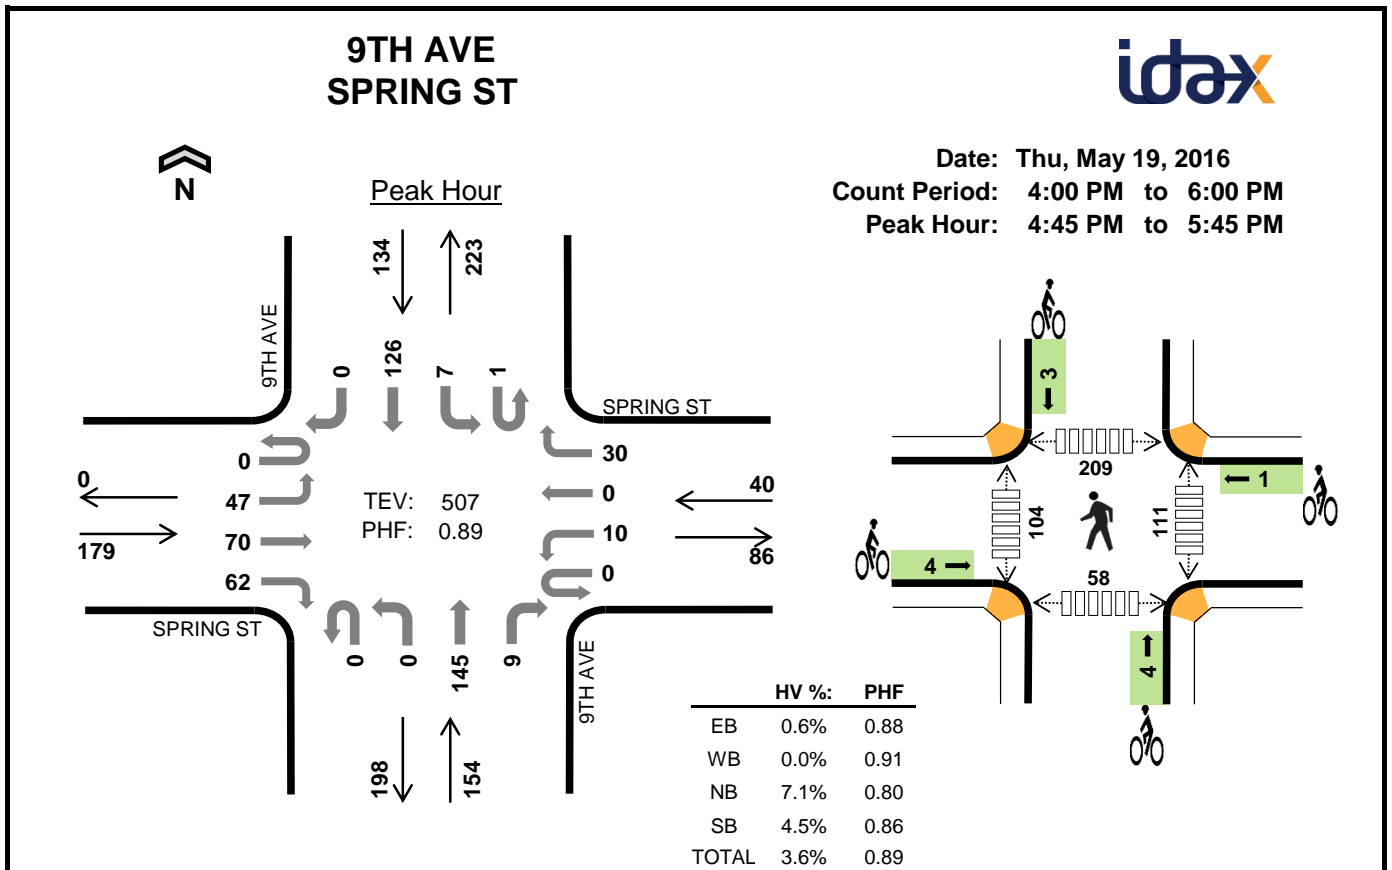 9TH AVE
SPRING ST
idax
N
Peak Hour
Date: Thu, May 19, 2016
Count Period: 4:00 PM to 6:00 PM
Peak Hour: 4:45 PM to 5:45 PM
134
223
9TH AVE
0
126
7
1
SPRING ST
0
47
70
62
0
179
TEV: 507
PHF: 0.89
30
0
10
0
40
86
SPRING ST
0
0
145
9
9TH AVE
198
154
3
209
1
104
111
4
58
4
HV %: PHF
EB 0.6% 0.88
WB 0.0% 0.91
NB 7.1% 0.80
SB 4.5% 0.86
TOTAL 3.6% 0.89